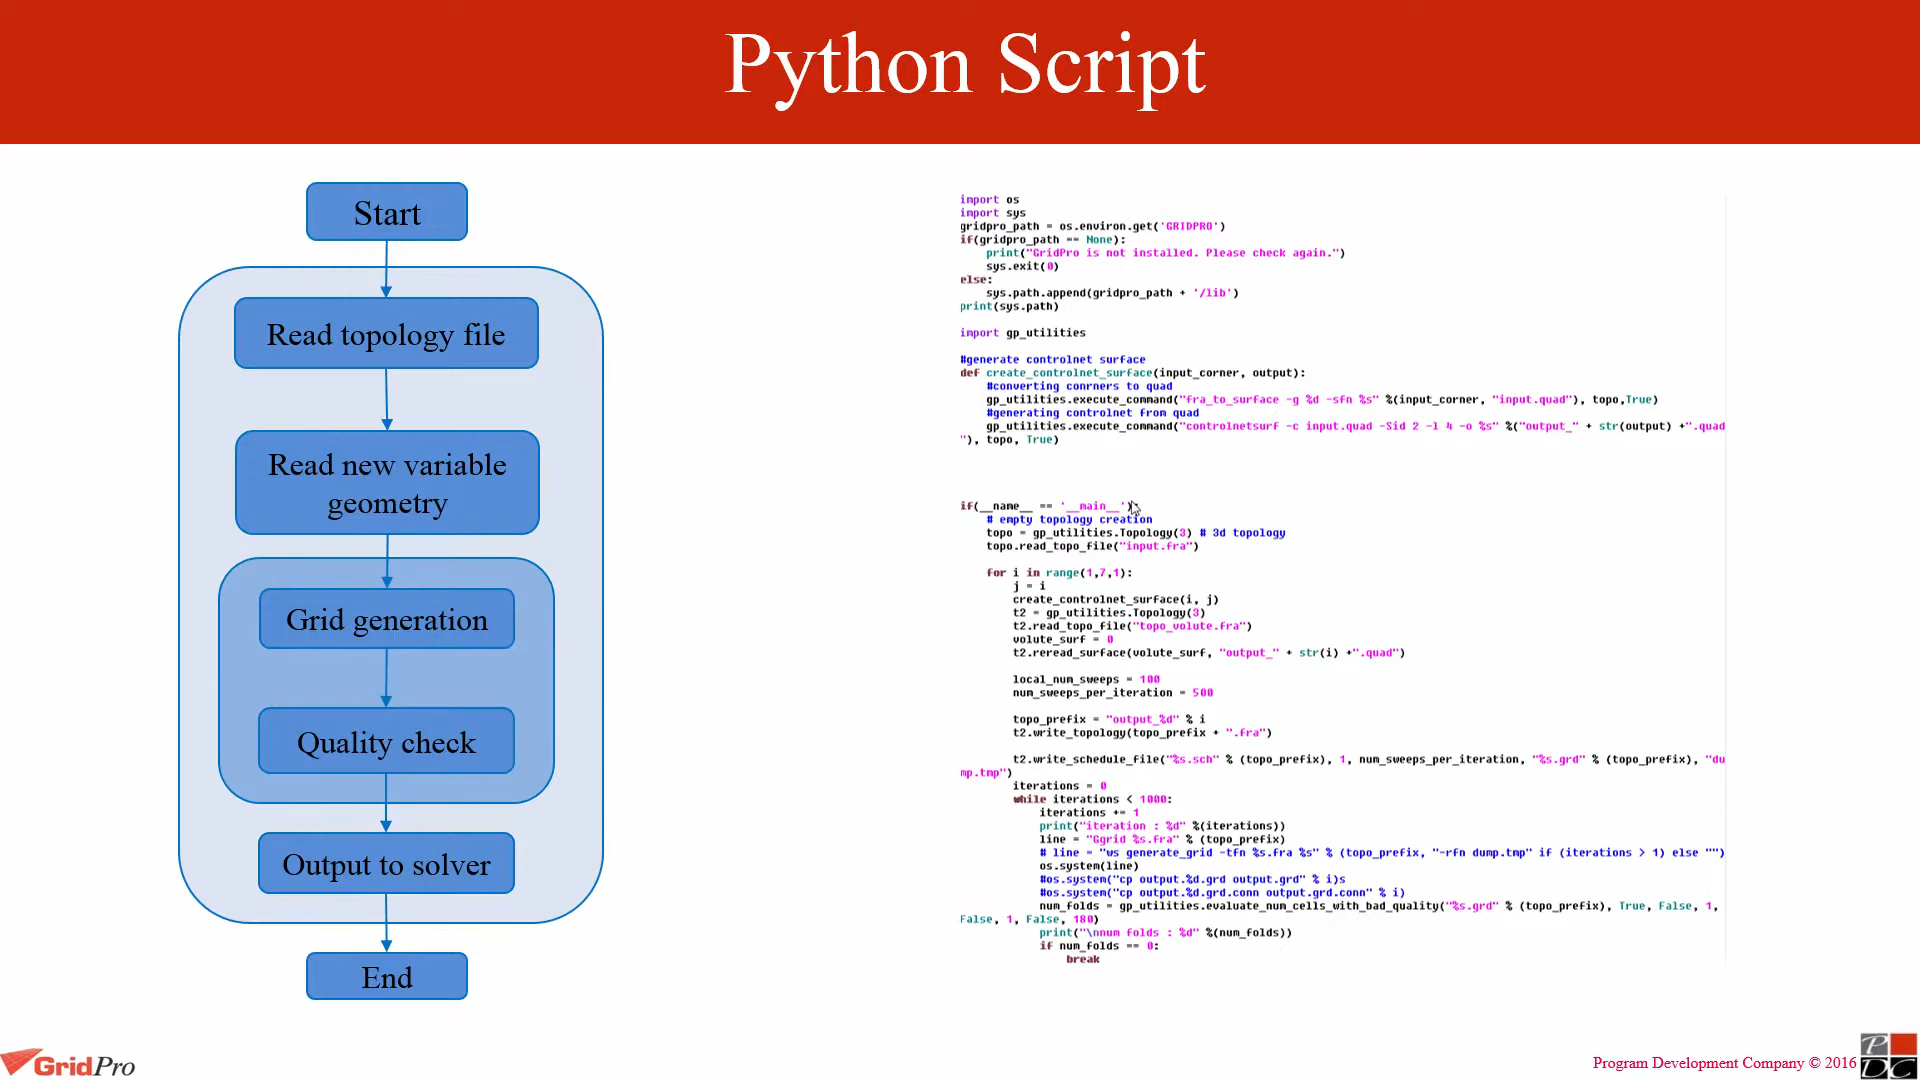 Python Script
Start
Read topology file
Read new variable
geometry
Grid generation
Quality check
Output to solver
End
import os
import sys
gridpro_path = os.environ.get('GRIDPRO')
if(gridpro_path == None):
    print("GridPro is not installed. Please check again.")
    sys.exit(0)
else:
    sys.path.append(gridpro_path + '/lib')
print(sys.path)
import gp_utilities
#generate controlnet surface
def create_controlnet_surface(input_corner, output):
    #converting conrners to quad
    gp_utilities.execute_command("fra_to_surface -g %d -sfn %s" %(input_corner, "input.quad"), topo,True)
    #generating controlnet from quad
    gp_utilities.execute_command("controlnetsurf -c input.quad -Sid 2 -l 4 -o %s" %("output_" + str(output) +".quad
"), topo, True)
if(__name__ == '__main__'):
    # empty topology creation
    topo = gp_utilities.Topology(3) # 3d topology
    topo.read_topo_file("input.fra")
    for i in range(1,7,1):
        j = i
        create_controlnet_surface(i, j)
        t2 = gp_utilities.Topology(3)
        t2.read_topo_file("topo_volute.fra")
        volute_surf = 0
        t2.reread_surface(volute_surf, "output_" + str(i) +".quad")
        local_num_sweeps = 100
        num_sweeps_per_iteration = 500
        topo_prefix = "output_%d" % i
        t2.write_topology(topo_prefix + ".fra")
        t2.write_schedule_file("%s.sch" % (topo_prefix), 1, num_sweeps_per_iteration, "%s.grd" % (topo_prefix), "du
mp.tmp")
        iterations = 0
        while iterations < 1000:
            iterations += 1
            print("iteration : %d" %(iterations))
            line = "Ggrid %s.fra" % (topo_prefix)
            # line = "ws generate_grid -tfn %s.fra %s" % (topo_prefix, "-rfn dump.tmp" if (iterations > 1) else "")
            os.system(line)
            #os.system("cp output.%d.grd output.grd" % i)s
            #os.system("cp output.%d.grd.conn output.grd.conn" % i)
            num_folds = gp_utilities.evaluate_num_cells_with_bad_quality("%s.grd" % (topo_prefix), True, False, 1,
False, 1, False, 180)
            print("\nnum folds : %d" %(num_folds))
            if num_folds == 0:
                break
GridPro
Program Development Company © 2016
PDC